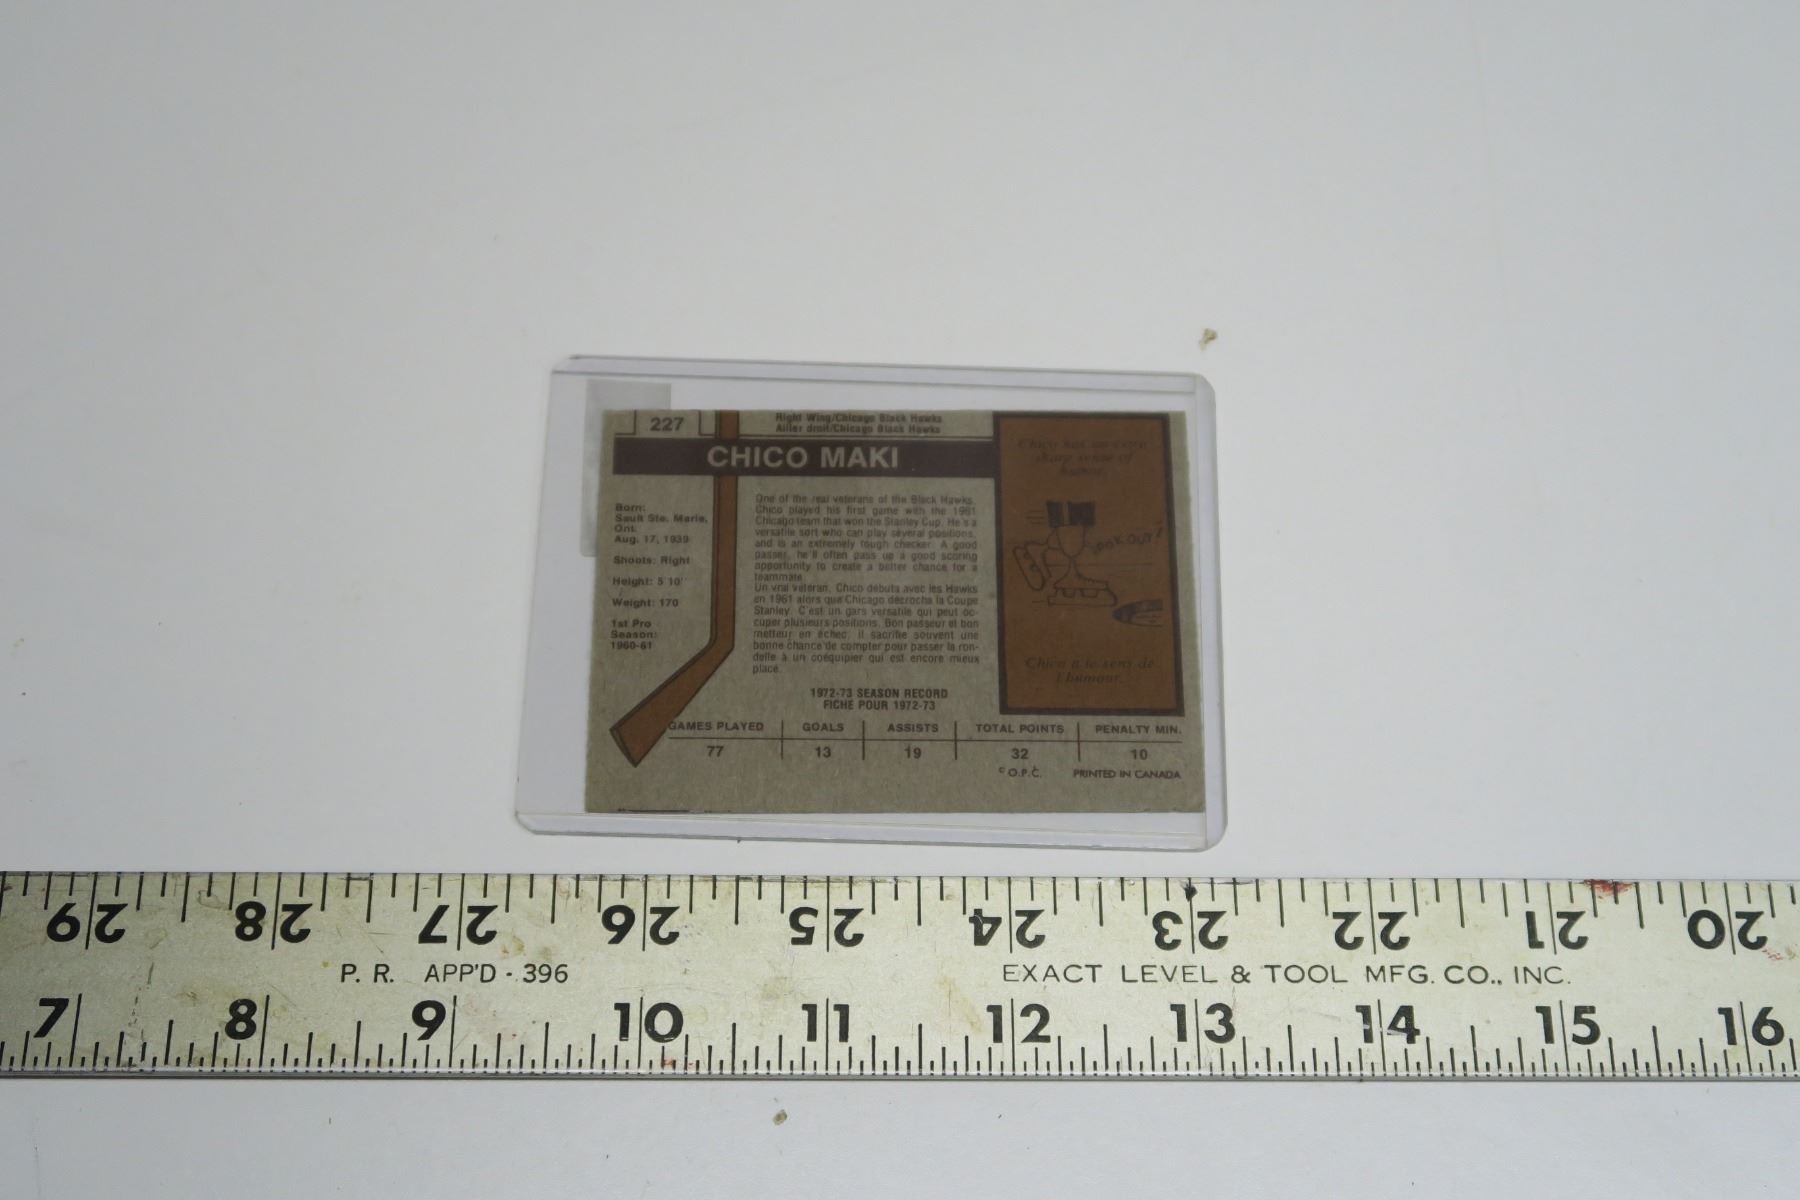 227
Right Wing/Chicago Black Hawks
Ailier droit/Chicago Black Hawks
CHICO MAKI
Born:
Sault Ste. Marie,
Ont.
Aug. 17, 1939
Shoots: Right
Height: 5'10"
Weight: 170
1st Pro
Season:
1960-61
One of the real veterans of the Black Hawks,
Chico played his first game with the 1961
Chicago team that won the Stanley Cup. He's a
versatile sort who can play several positions,
and is an extremely tough checker. A good
passer, he'll often pass up a good scoring
opportunity to create a better chance for a
teammate.
Un vrai vétéran, Chico débuta avec les Hawks
en 1961 alors que Chicago décrocha la Coupe
Stanley. C'est un gars versatile qui peut oc-
cuper plusieurs positions. Bon passeur et bon
metteur en échec, il sacrifie souvent une
bonne chance de compter pour passer la ron-
delle à un coéquipier qui est encore mieux
placé.
Chico has an extra
sharp sense of
humor.
LOOK OUT!
Chico a le sens de
l'humour.
1972-73 SEASON RECORD
FICHE POUR 1972-73
GAMES PLAYED GOALS ASSISTS TOTAL POINTS PENALTY MIN.
77 13 19 32 10
© O.P.C. PRINTED IN CANADA
29 28 27 26 25 24 23 22 21 20
P. R. APP'D - 396 EXACT LEVEL & TOOL MFG. CO., INC.
7 8 9 10 11 12 13 14 15 16